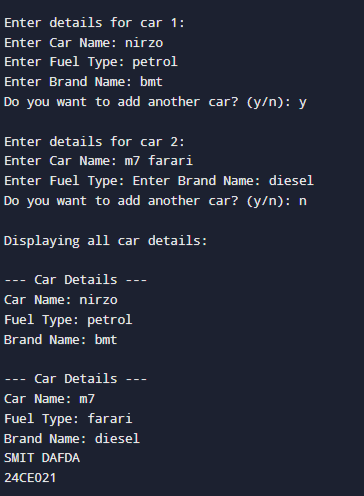 Enter details for car 1:
Enter Car Name: nirzo
Enter Fuel Type: petrol
Enter Brand Name: bmt
Do you want to add another car? (y/n): y
Enter details for car 2:
Enter Car Name: m7 farari
Enter Fuel Type: Enter Brand Name: diesel
Do you want to add another car? (y/n): n
Displaying all car details:
--- Car Details ---
Car Name: nirzo
Fuel Type: petrol
Brand Name: bmt
--- Car Details ---
Car Name: m7
Fuel Type: farari
Brand Name: diesel
SMIT DAFDA
24CE021